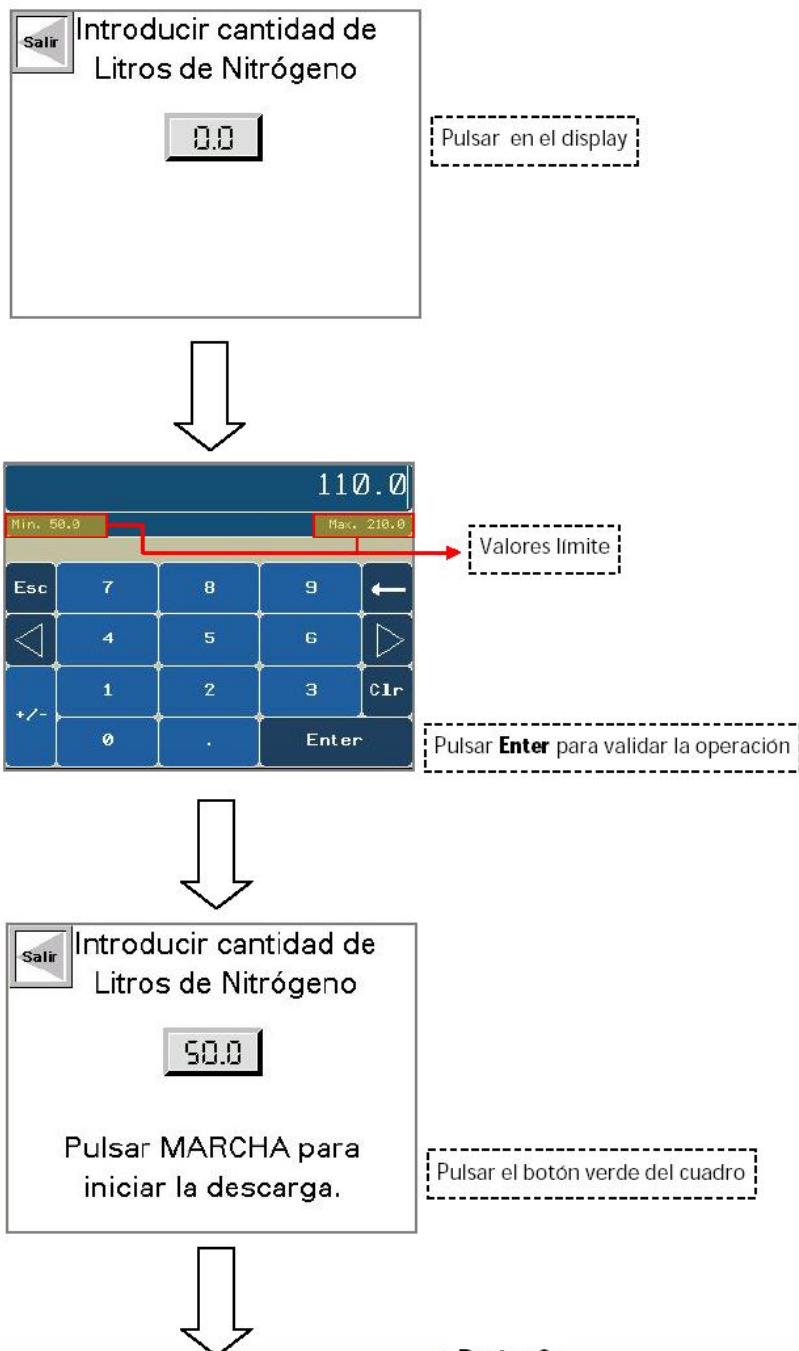 Salir
Introducir cantidad de
Litros de Nitrógeno
0.0
Pulsar en el display
110.0
Min. 50.0
Max. 210.0
Valores límite
Esc 7 8 9
4 5 6
+/- 1 2 3 Clr
0 . Enter
Pulsar Enter para validar la operación
Salir
Introducir cantidad de
Litros de Nitrógeno
50.0
Pulsar MARCHA para
iniciar la descarga.
Pulsar el botón verde del cuadro